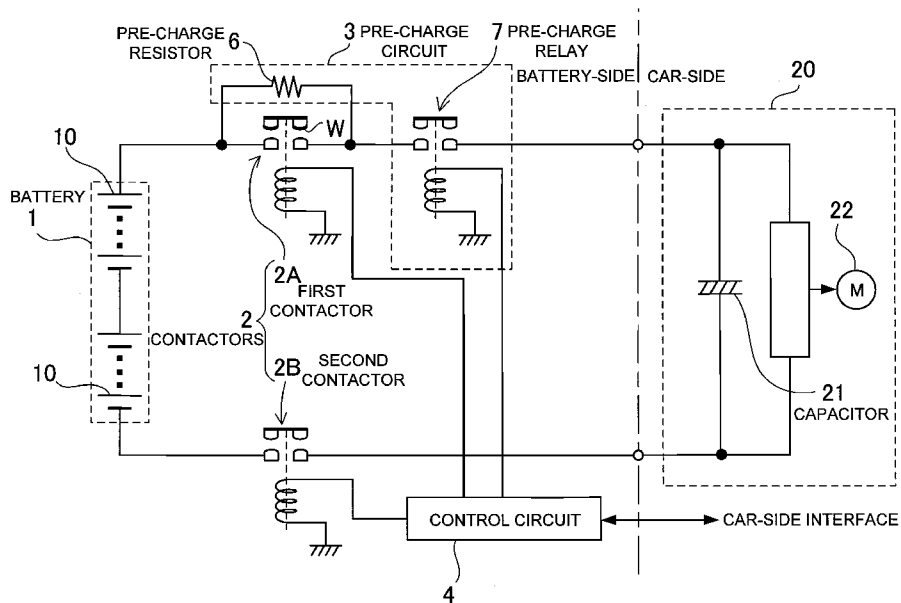 PRE-CHARGE
RESISTOR
6
3 PRE-CHARGE
CIRCUIT
7 PRE-CHARGE
RELAY
BATTERY-SIDE
CAR-SIDE
20
W
10
BATTERY
1
22
M
2A FIRST
CONTACTOR
2 CONTACTORS
2B SECOND
CONTACTOR
10
21
CAPACITOR
CONTROL CIRCUIT
CAR-SIDE INTERFACE
4